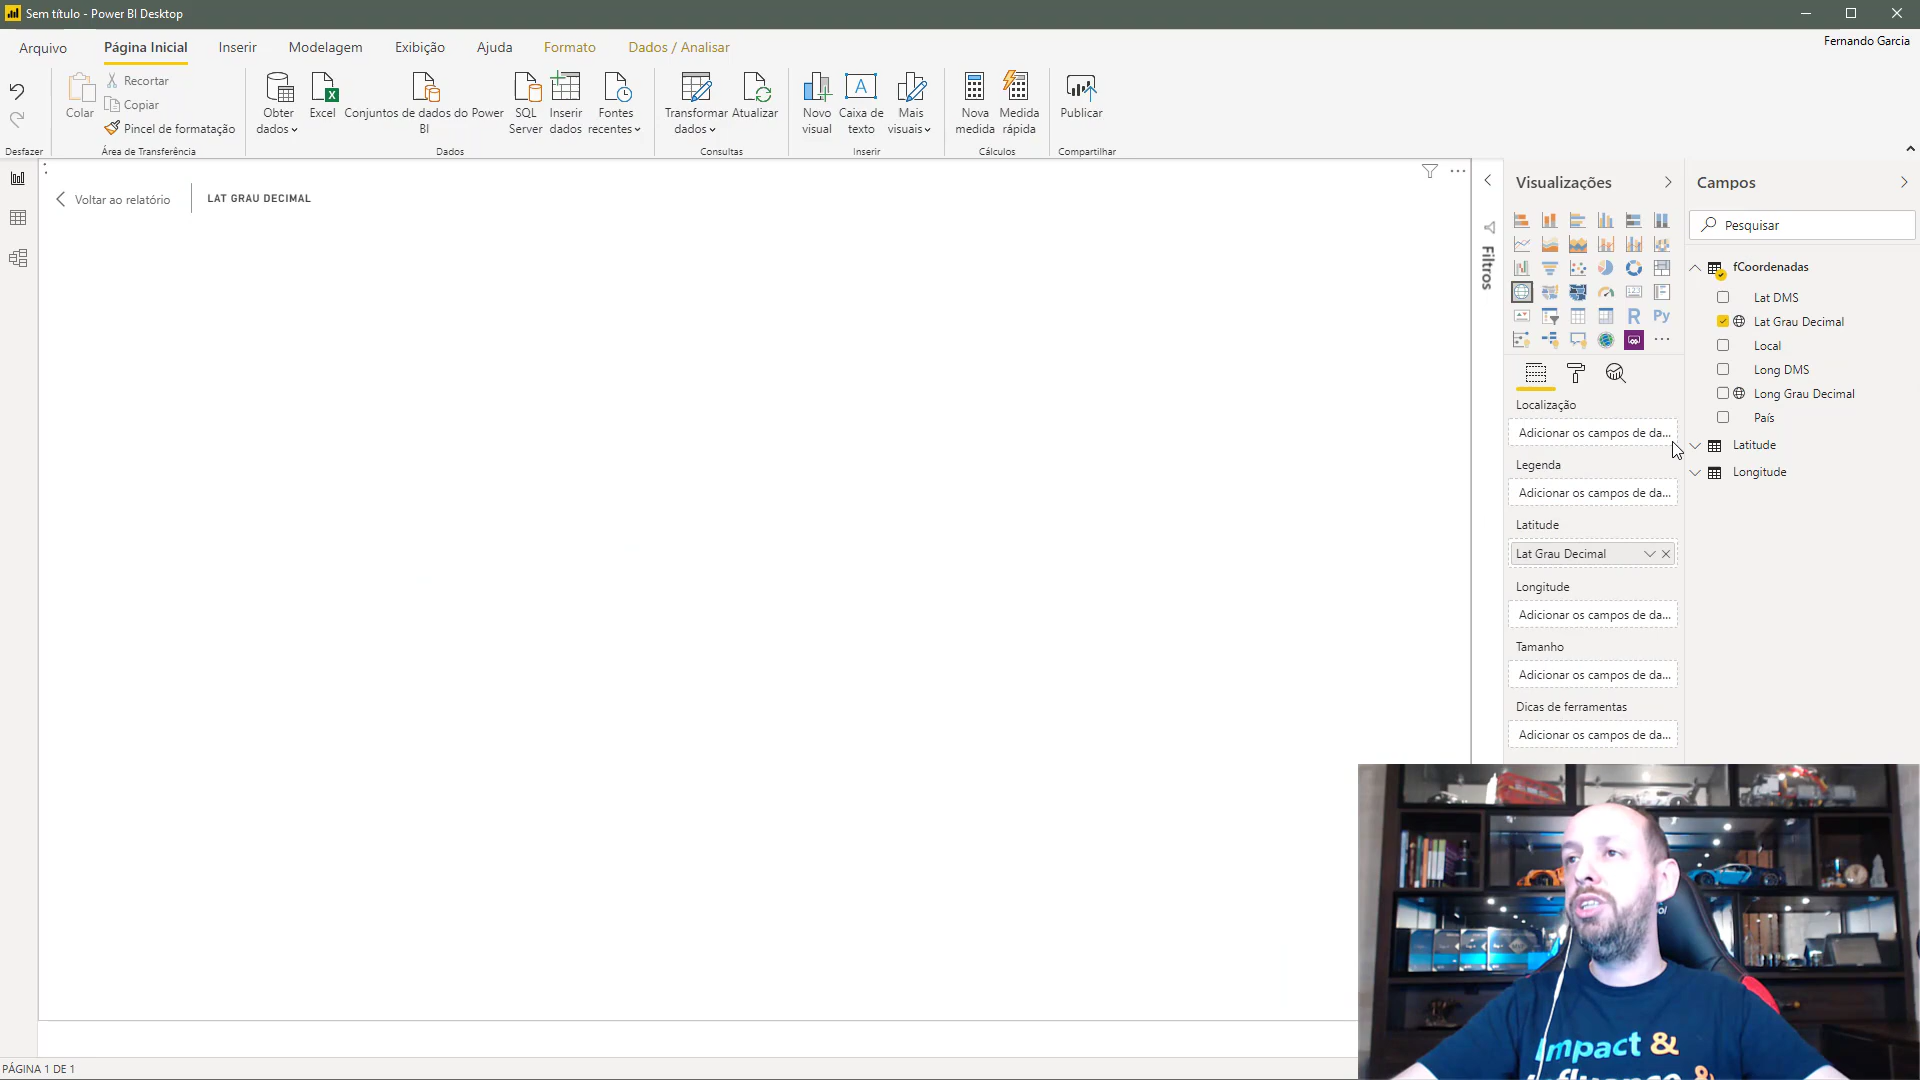 Sem título - Power BI Desktop
Arquivo
Página Inicial
Inserir
Modelagem
Exibição
Ajuda
Formato
Dados / Analisar
Fernando Garcia
Colar
Recortar
Copiar
Pincel de formatação
Obter dados
Excel
Conjuntos de dados do Power BI
SQL Server
Inserir dados
Fontes recentes
Transformar dados
Atualizar
Novo visual
Caixa de texto
Mais visuais
Nova medida
Medida rápida
Publicar
Desfazer
Área de Transferência
Dados
Consultas
Inserir
Cálculos
Compartilhar
Voltar ao relatório
LAT GRAU DECIMAL
Filtros
Visualizações
R
Py
Localização
Adicionar os campos de da...
Legenda
Adicionar os campos de da...
Latitude
Lat Grau Decimal
Longitude
Adicionar os campos de da...
Tamanho
Adicionar os campos de da...
Dicas de ferramentas
Adicionar os campos de da...
Campos
Pesquisar
fCoordenadas
Lat DMS
Lat Grau Decimal
Local
Long DMS
Long Grau Decimal
País
Latitude
Longitude
Impact &
Influence &
PÁGINA 1 DE 1